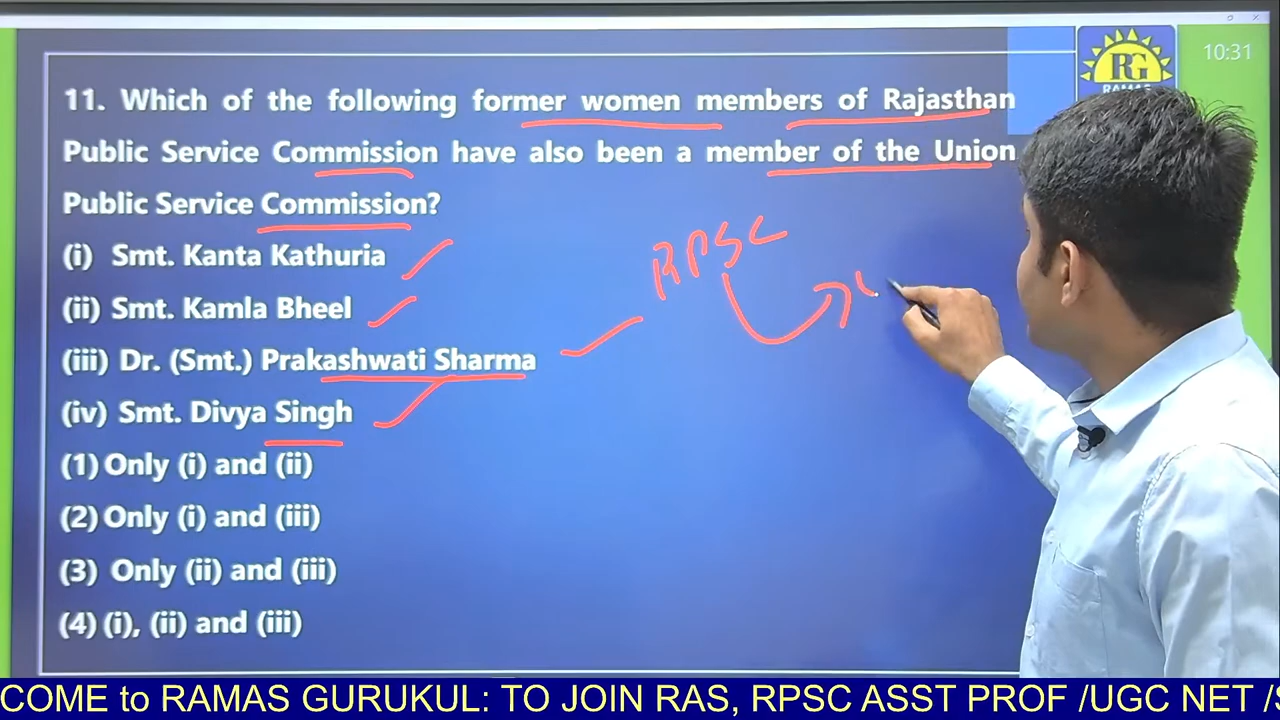 10:31
RG
RAMAS
11. Which of the following former women members of Rajasthan
Public Service Commission have also been a member of the Union
Public Service Commission?
(i) Smt. Kanta Kathuria
(ii) Smt. Kamla Bheel
(iii) Dr. (Smt.) Prakashwati Sharma
(iv) Smt. Divya Singh
(1) Only (i) and (ii)
(2) Only (i) and (iii)
(3) Only (ii) and (iii)
(4) (i), (ii) and (iii)
RPSC
COME to RAMAS GURUKUL: TO JOIN RAS, RPSC ASST PROF /UGC NET /S